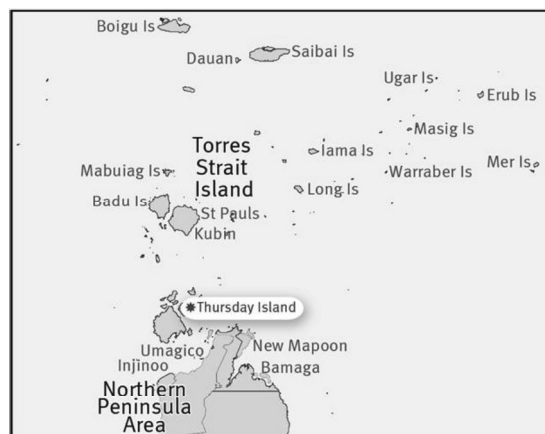 Boigu Is
Dauan
Saibai Is
Ugar Is
Erub Is
Masig Is
Torres
Strait
Island
Iama Is
Mabuiag Is
Warraber Is
Mer Is
Badu Is
Long Is
St Pauls
Kubin
Thursday Island
Umagico
New Mapoon
Injinoo
Bamaga
Northern
Peninsula
Area